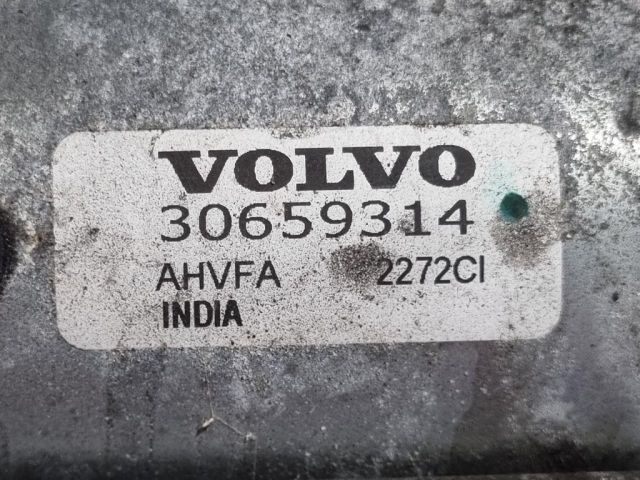 VOLVO
30659314
AHVFA 2272CI
INDIA